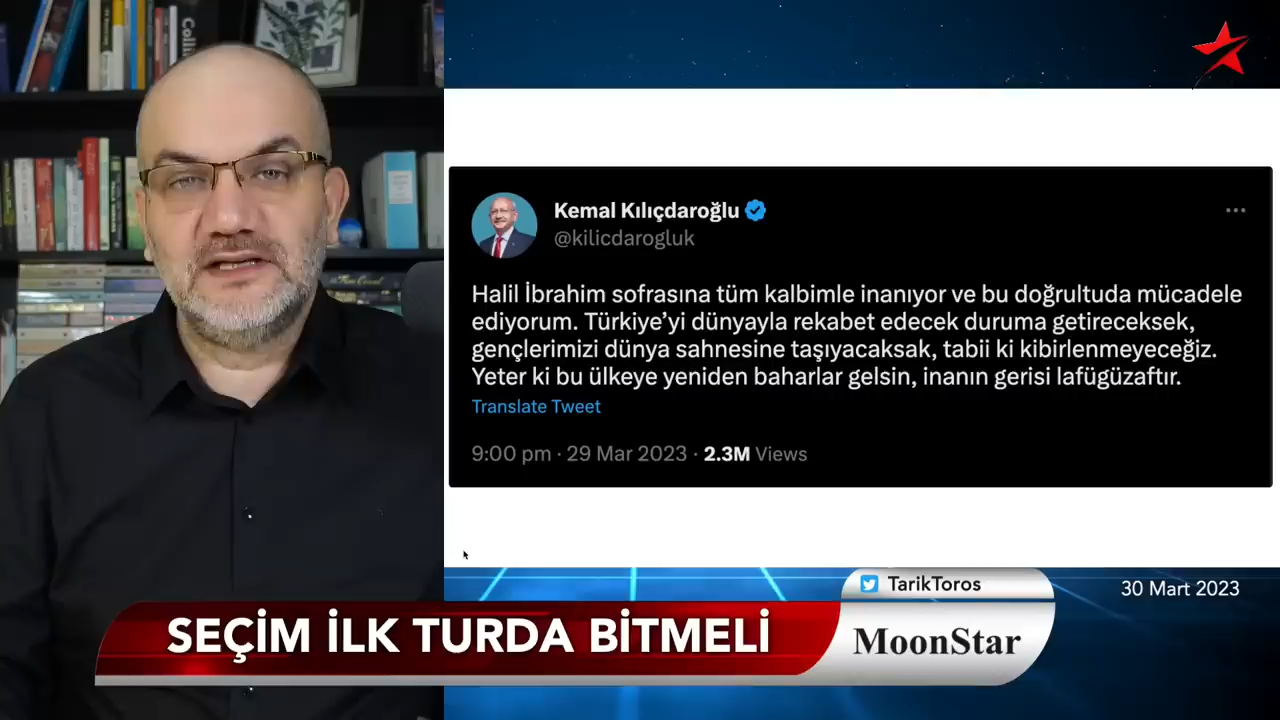 Kemal Kılıçdaroğlu
@kilicdarogluk
Halil İbrahim sofrasına tüm kalbimle inanıyor ve bu doğrultuda mücadele
ediyorum. Türkiye’yi dünyayla rekabet edecek duruma getireceksek,
gençlerimizi dünya sahnesine taşıyacaksak, tabii ki kibirlenmeyeceğiz.
Yeter ki bu ülkeye yeniden baharlar gelsin, inanın gerisi lafügüzaftır.
Translate Tweet
9:00 pm · 29 Mar 2023 · 2.3M Views
TarikToros
30 Mart 2023
SEÇİM İLK TURDA BİTMELİ
MoonStar